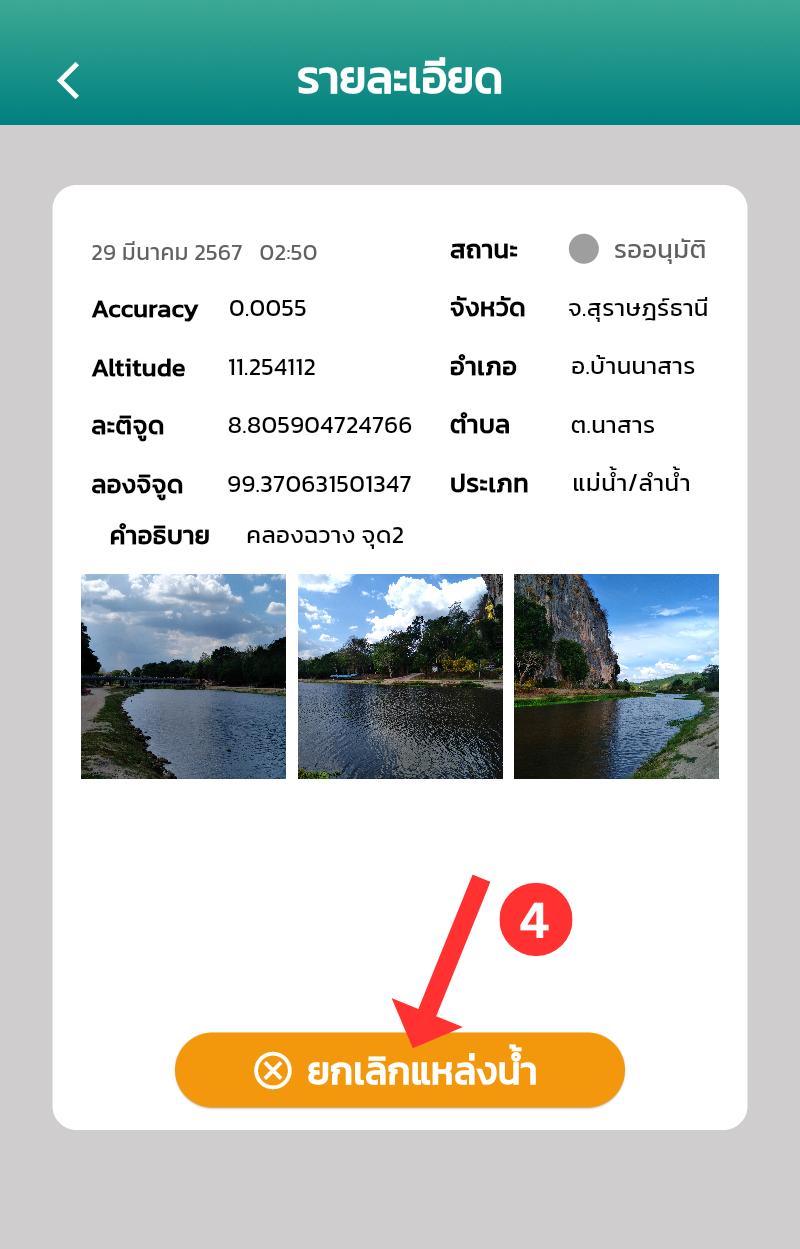 รายละเอียด
29 มีนาคม 2567 02:50 สถานะ รออนุมัติ
Accuracy 0.0055 จังหวัด จ.สุราษฎร์ธานี
Altitude 11.254112 อำเภอ อ.บ้านนาสาร
ละติจูด 8.805904724766 ตำบล ต.นาสาร
ลองจิจูด 99.370631501347 ประเภท แม่น้ำ/ลำน้ำ
คำอธิบาย คลองฉวาง จุด2
4
ยกเลิกแหล่งน้ำ